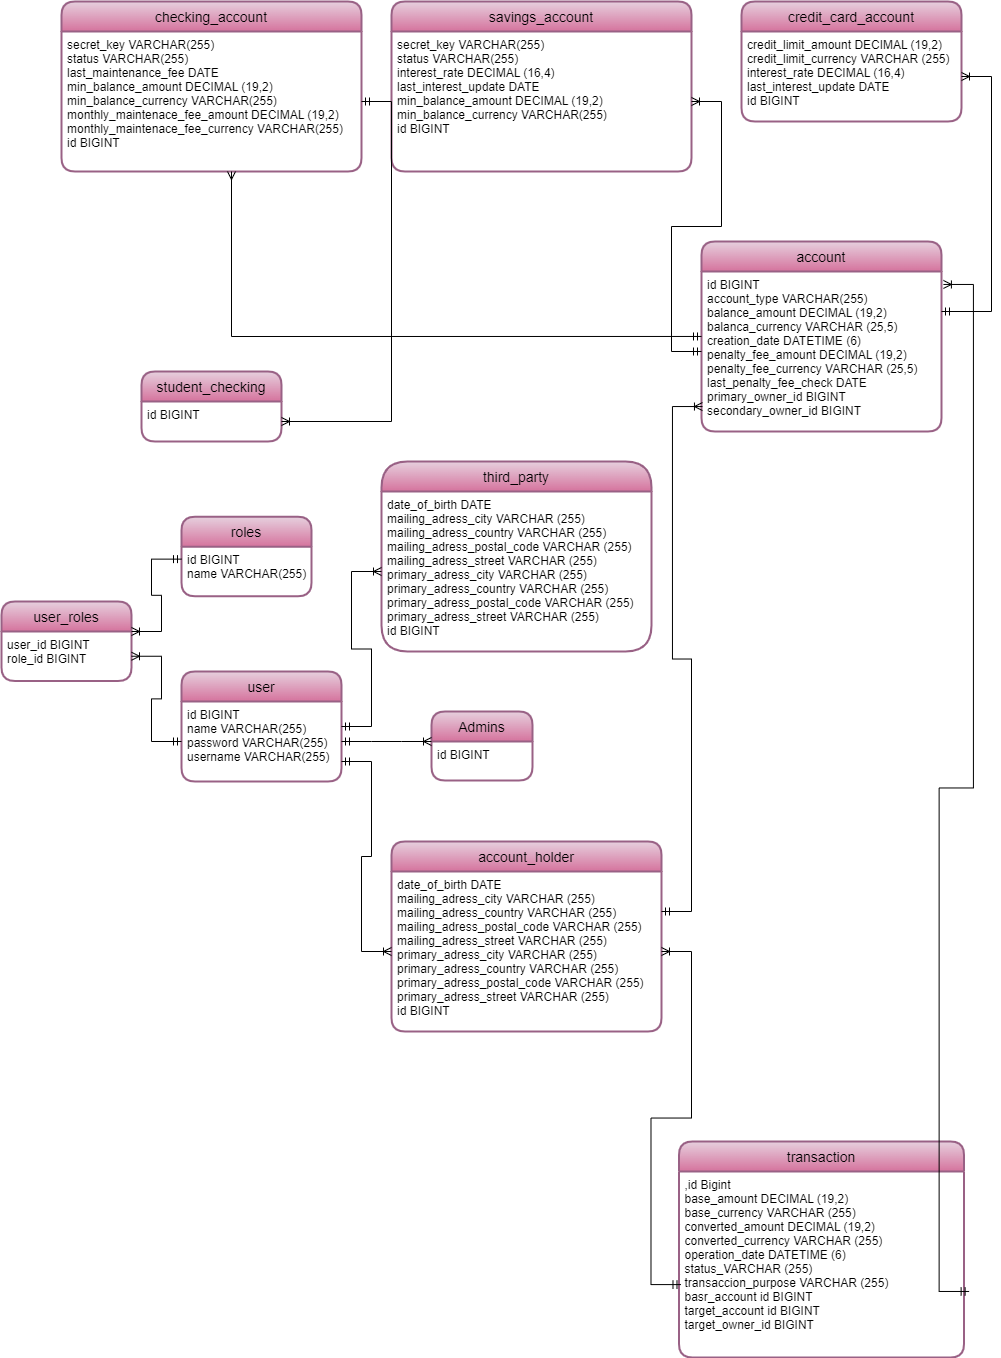 checking_account
secret_key VARCHAR(255)
status VARCHAR(255)
last_maintenance_fee DATE
min_balance_amount DECIMAL (19,2)
min_balance_currency VARCHAR(255)
monthly_maintenace_fee_amount DECIMAL (19,2)
monthly_maintenace_fee_currency VARCHAR(255)
id BIGINT
savings_account
secret_key VARCHAR(255)
status VARCHAR(255)
interest_rate DECIMAL (16,4)
last_interest_update DATE
min_balance_amount DECIMAL (19,2)
min_balance_currency VARCHAR(255)
id BIGINT
credit_card_account
credit_limit_amount DECIMAL (19,2)
credit_limit_currency VARCHAR (255)
interest_rate DECIMAL (16,4)
last_interest_update DATE
id BIGINT
account
id BIGINT
account_type VARCHAR(255)
balance_amount DECIMAL (19,2)
balanca_currency VARCHAR (25,5)
creation_date DATETIME (6)
penalty_fee_amount DECIMAL (19,2)
penalty_fee_currency VARCHAR (25,5)
last_penalty_fee_check DATE
primary_owner_id BIGINT
secondary_owner_id BIGINT
student_checking
id BIGINT
third_party
date_of_birth DATE
mailing_adress_city VARCHAR (255)
mailing_adress_country VARCHAR (255)
mailing_adress_postal_code VARCHAR (255)
mailing_adress_street VARCHAR (255)
primary_adress_city VARCHAR (255)
primary_adress_country VARCHAR (255)
primary_adress_postal_code VARCHAR (255)
primary_adress_street VARCHAR (255)
id BIGINT
roles
id BIGINT
name VARCHAR(255)
user_roles
user_id BIGINT
role_id BIGINT
user
id BIGINT
name VARCHAR(255)
password VARCHAR(255)
username VARCHAR(255)
Admins
id BIGINT
account_holder
date_of_birth DATE
mailing_adress_city VARCHAR (255)
mailing_adress_country VARCHAR (255)
mailing_adress_postal_code VARCHAR (255)
mailing_adress_street VARCHAR (255)
primary_adress_city VARCHAR (255)
primary_adress_country VARCHAR (255)
primary_adress_postal_code VARCHAR (255)
primary_adress_street VARCHAR (255)
id BIGINT
transaction
,id Bigint
base_amount DECIMAL (19,2)
base_currency VARCHAR (255)
converted_amount DECIMAL (19,2)
converted_currency VARCHAR (255)
operation_date DATETIME (6)
status_VARCHAR (255)
transaccion_purpose VARCHAR (255)
basr_account id BIGINT
target_account id BIGINT
target_owner_id BIGINT